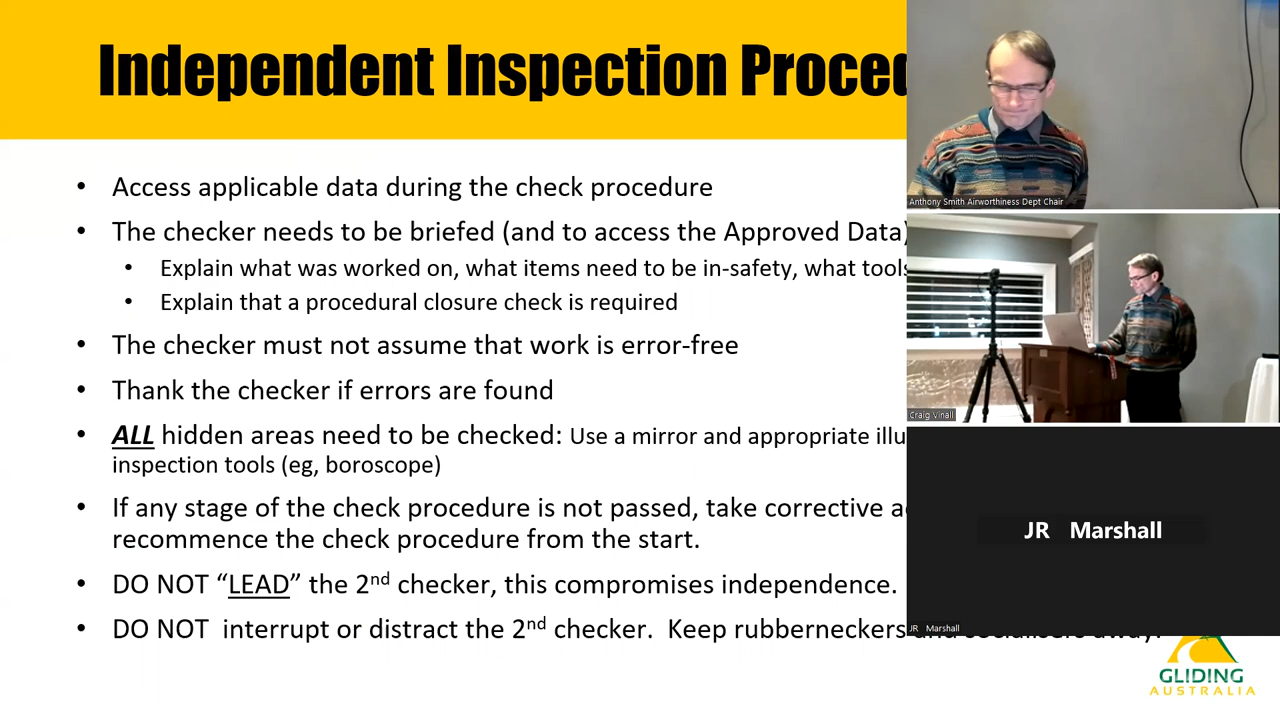 Independent Inspection Proced
• Access applicable data during the check procedure
• The checker needs to be briefed (and to access the Approved Data)
• Explain what was worked on, what items need to be in-safety, what tools
• Explain that a procedural closure check is required
• The checker must not assume that work is error-free
• Thank the checker if errors are found
• ALL hidden areas need to be checked: Use a mirror and appropriate illu
inspection tools (eg, boroscope)
• If any stage of the check procedure is not passed, take corrective a
recommence the check procedure from the start.
• DO NOT “LEAD” the 2nd checker, this compromises independence.
• DO NOT interrupt or distract the 2nd checker. Keep rubberneckers and socialisers away.
Anthony Smith Airworthiness Dept Chair
Craig Vinall
JR Marshall
JR Marshall
GLIDING
AUSTRALIA